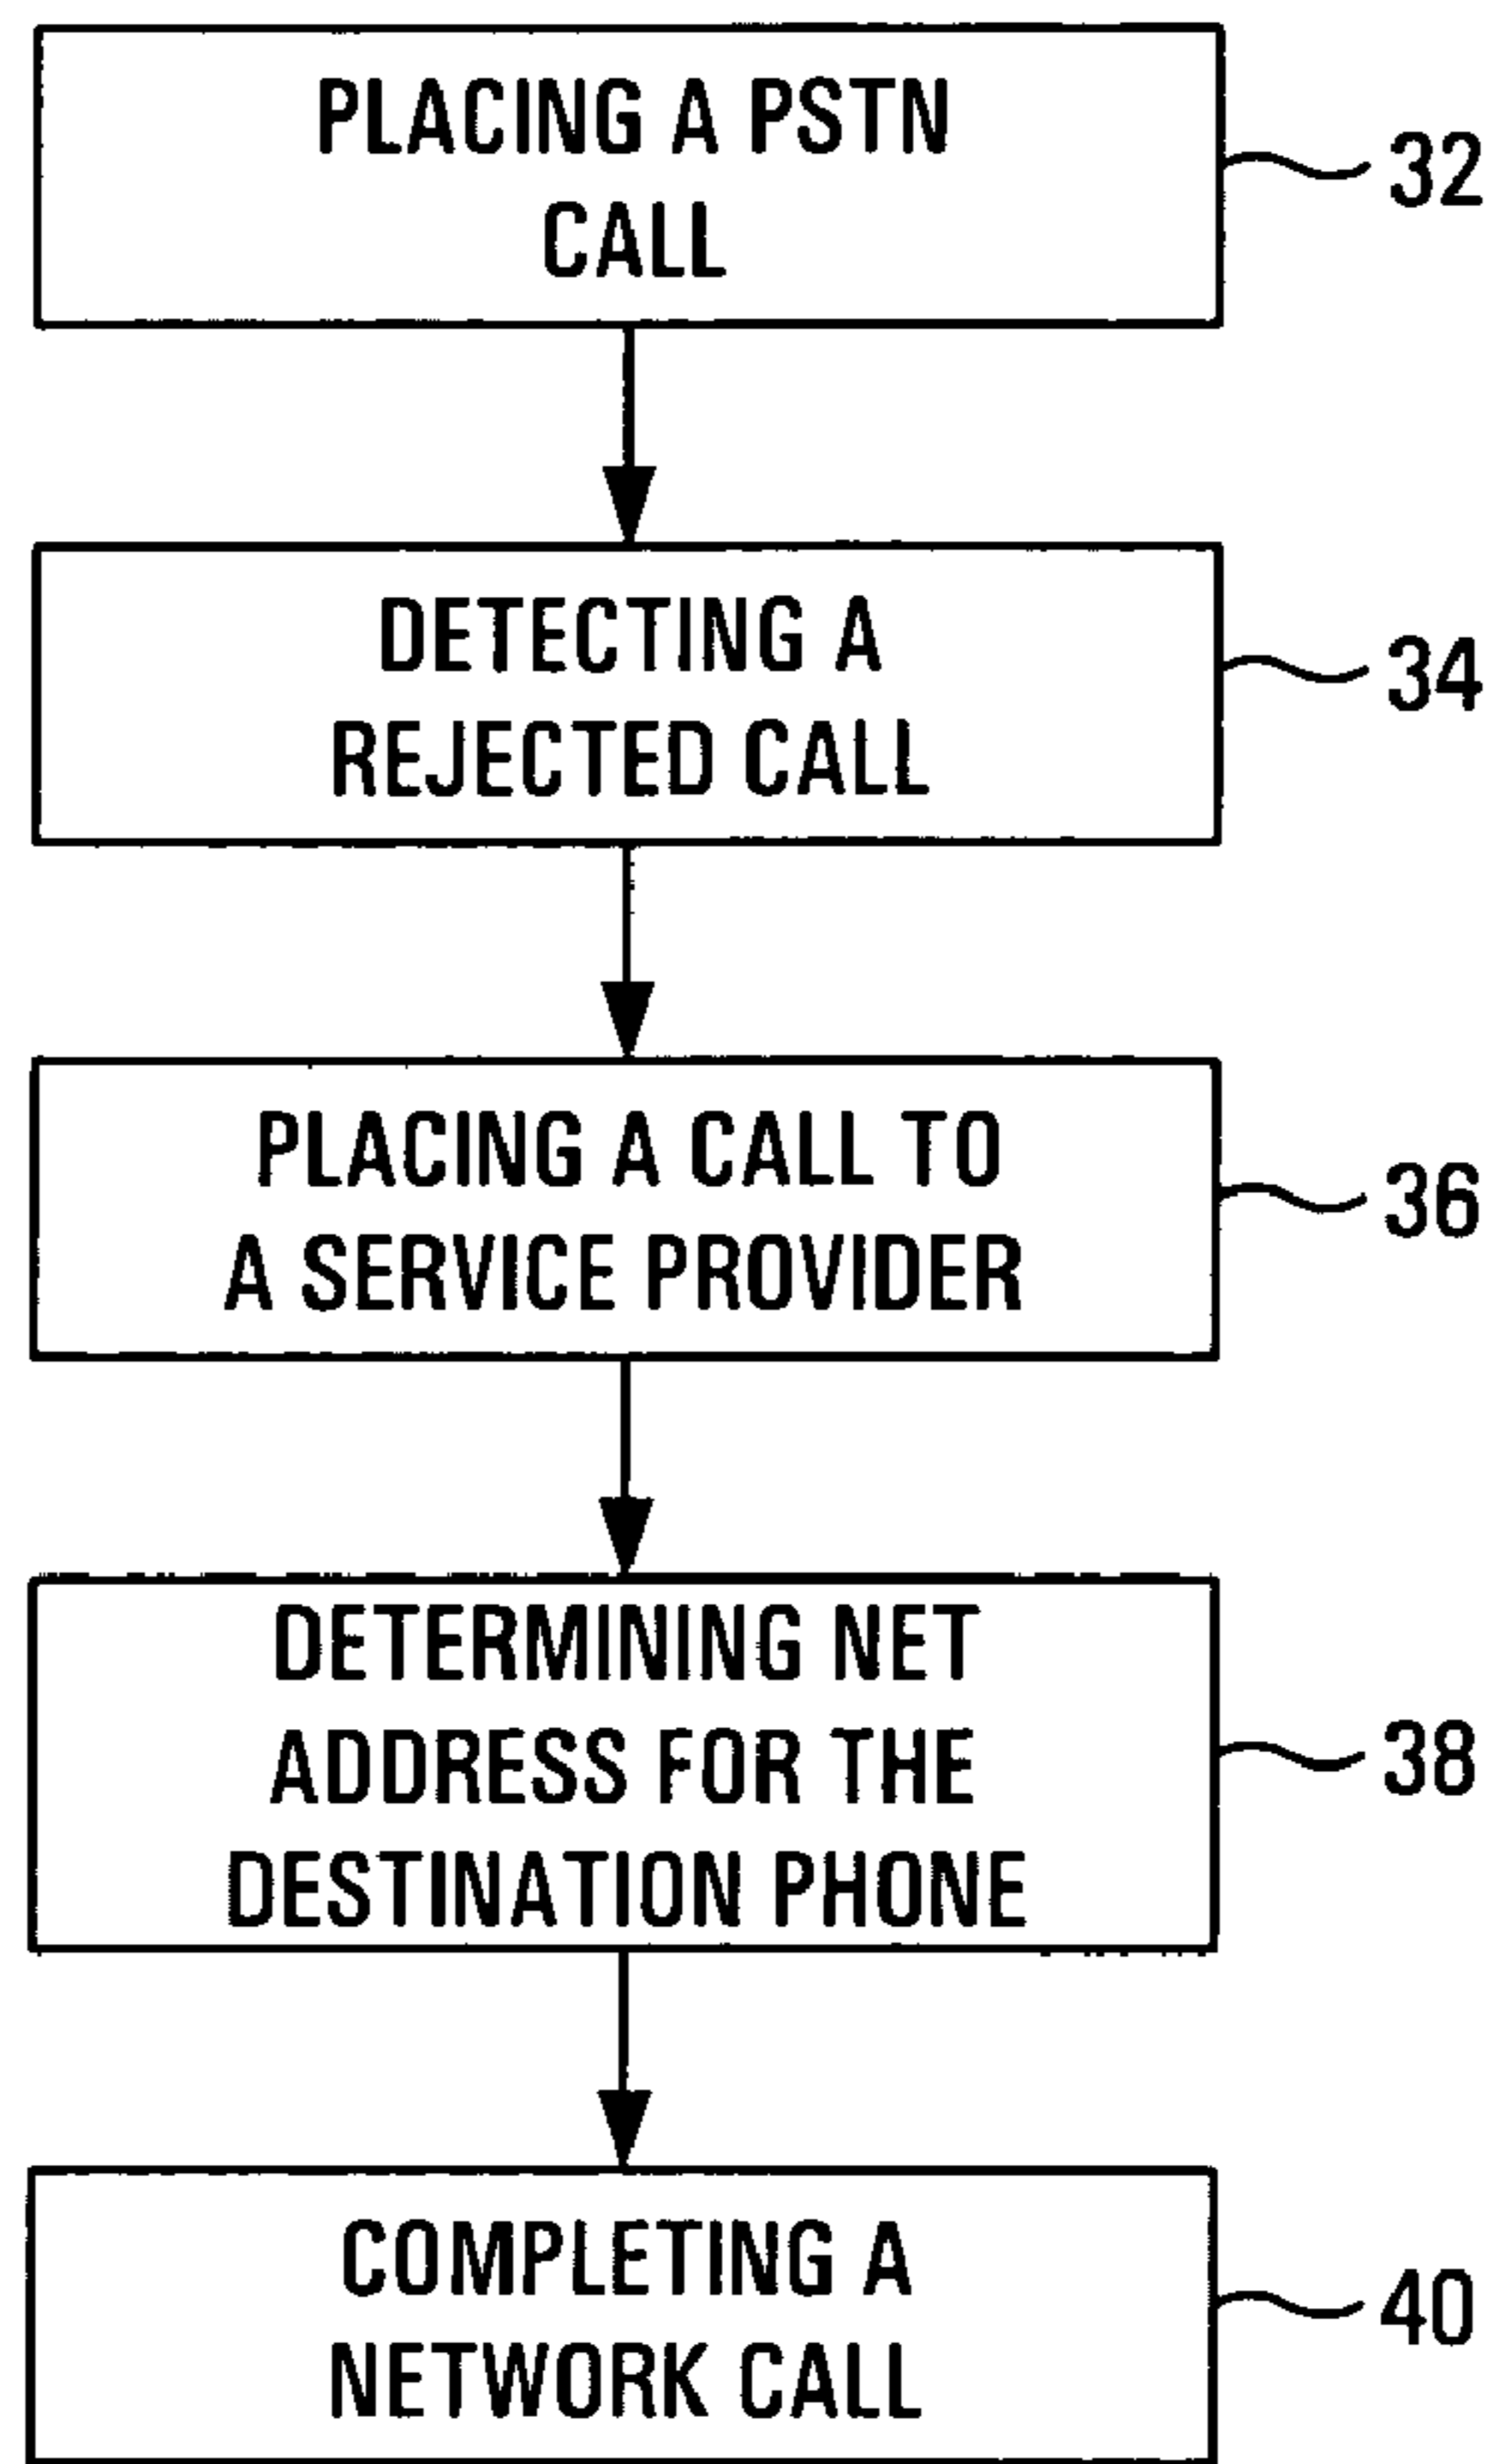 PLACING A PSTN
CALL
32
DETECTING A
REJECTED CALL
34
PLACING A CALL TO
A SERVICE PROVIDER
36
DETERMINING NET
ADDRESS FOR THE
DESTINATION PHONE
38
COMPLETING A
NETWORK CALL
40